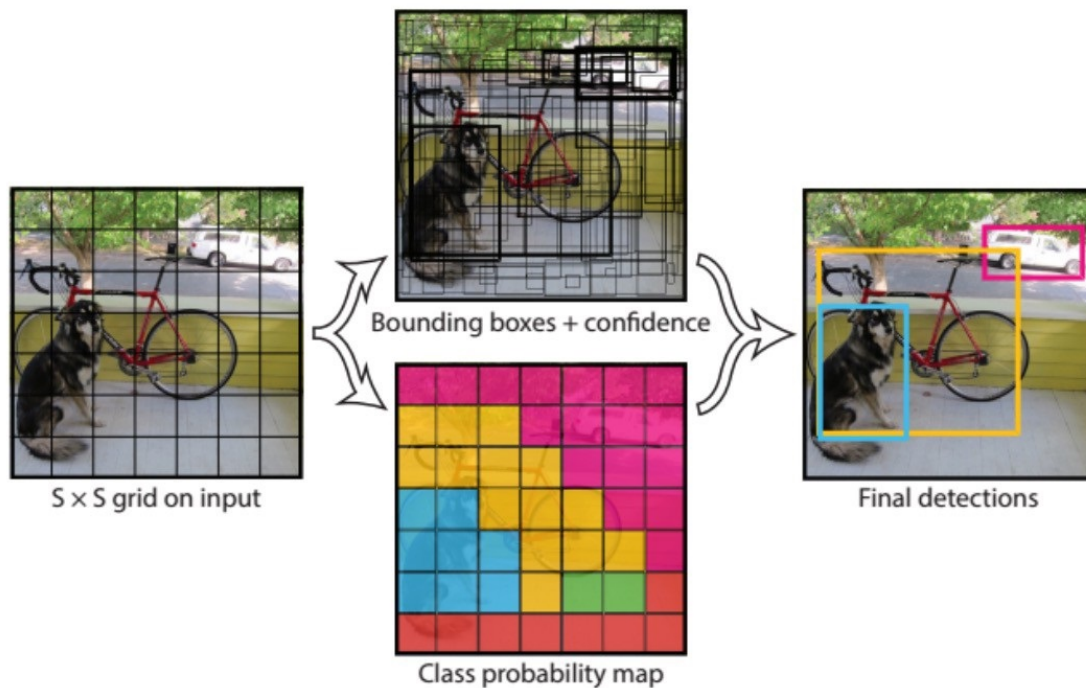 Bounding boxes + confidence
S × S grid on input
Final detections
Class probability map